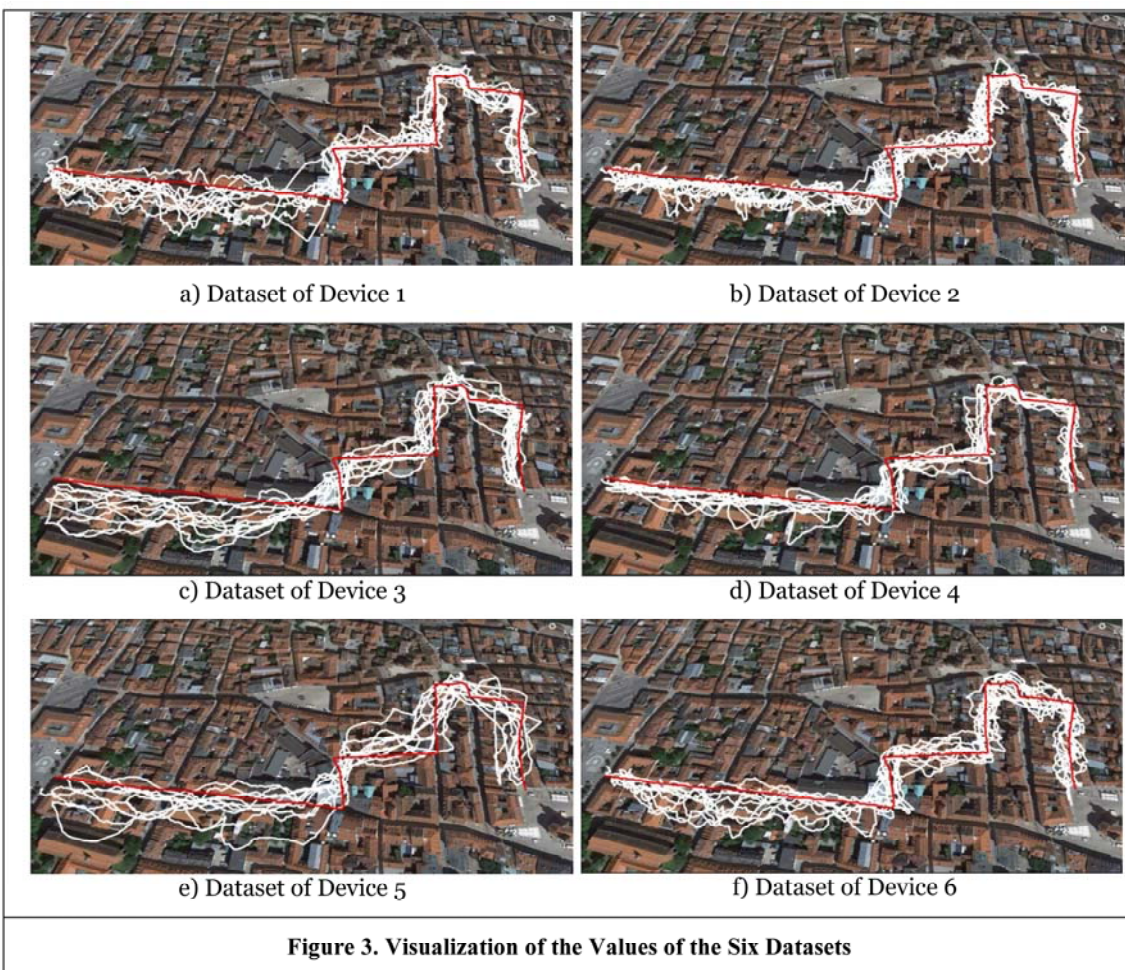 a) Dataset of Device 1
b) Dataset of Device 2
c) Dataset of Device 3
d) Dataset of Device 4
e) Dataset of Device 5
f) Dataset of Device 6
Figure 3. Visualization of the Values of the Six Datasets